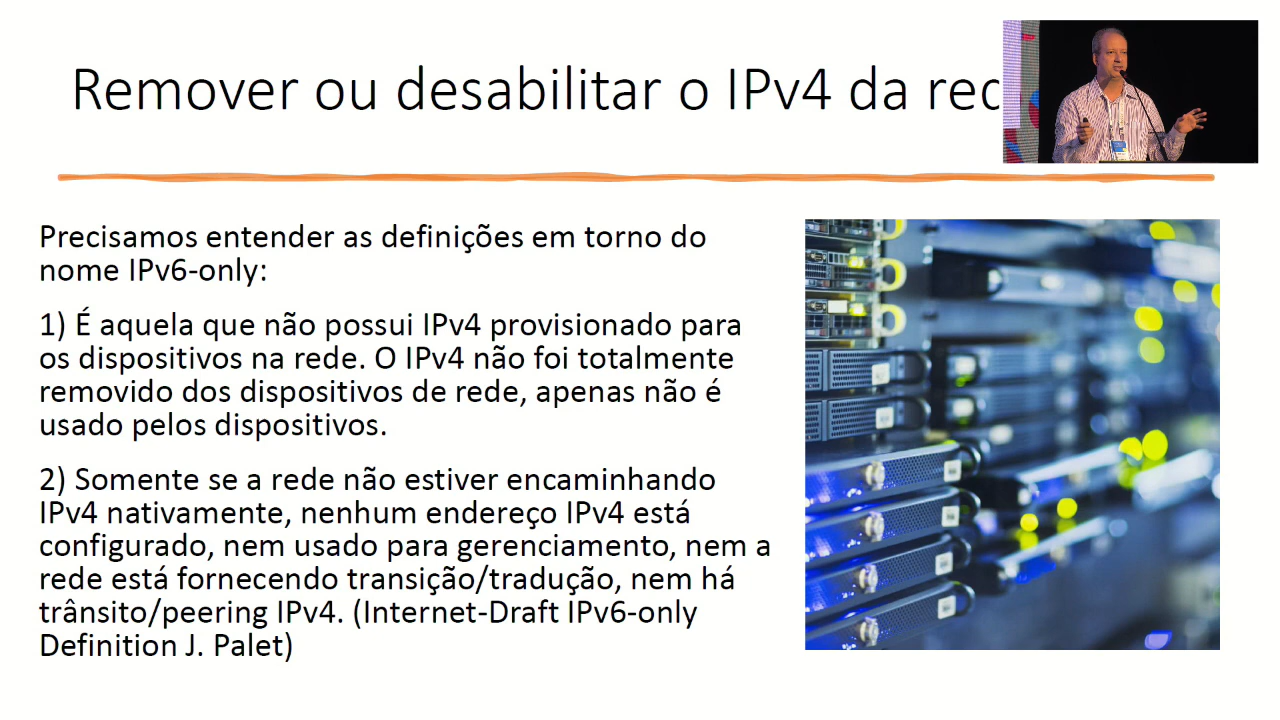 Remover ou desabilitar o IPv4 da
Precisamos entender as definições em torno do
nome IPv6-only:
1) É aquela que não possui IPv4 provisionado para
os dispositivos na rede. O IPv4 não foi totalmente
removido dos dispositivos de rede, apenas não é
usado pelos dispositivos.
2) Somente se a rede não estiver encaminhando
IPv4 nativamente, nenhum endereço IPv4 está
configurado, nem usado para gerenciamento, nem a
rede está fornecendo transição/tradução, nem há
trânsito/peering IPv4. (Internet-Draft IPv6-only
Definition J. Palet)